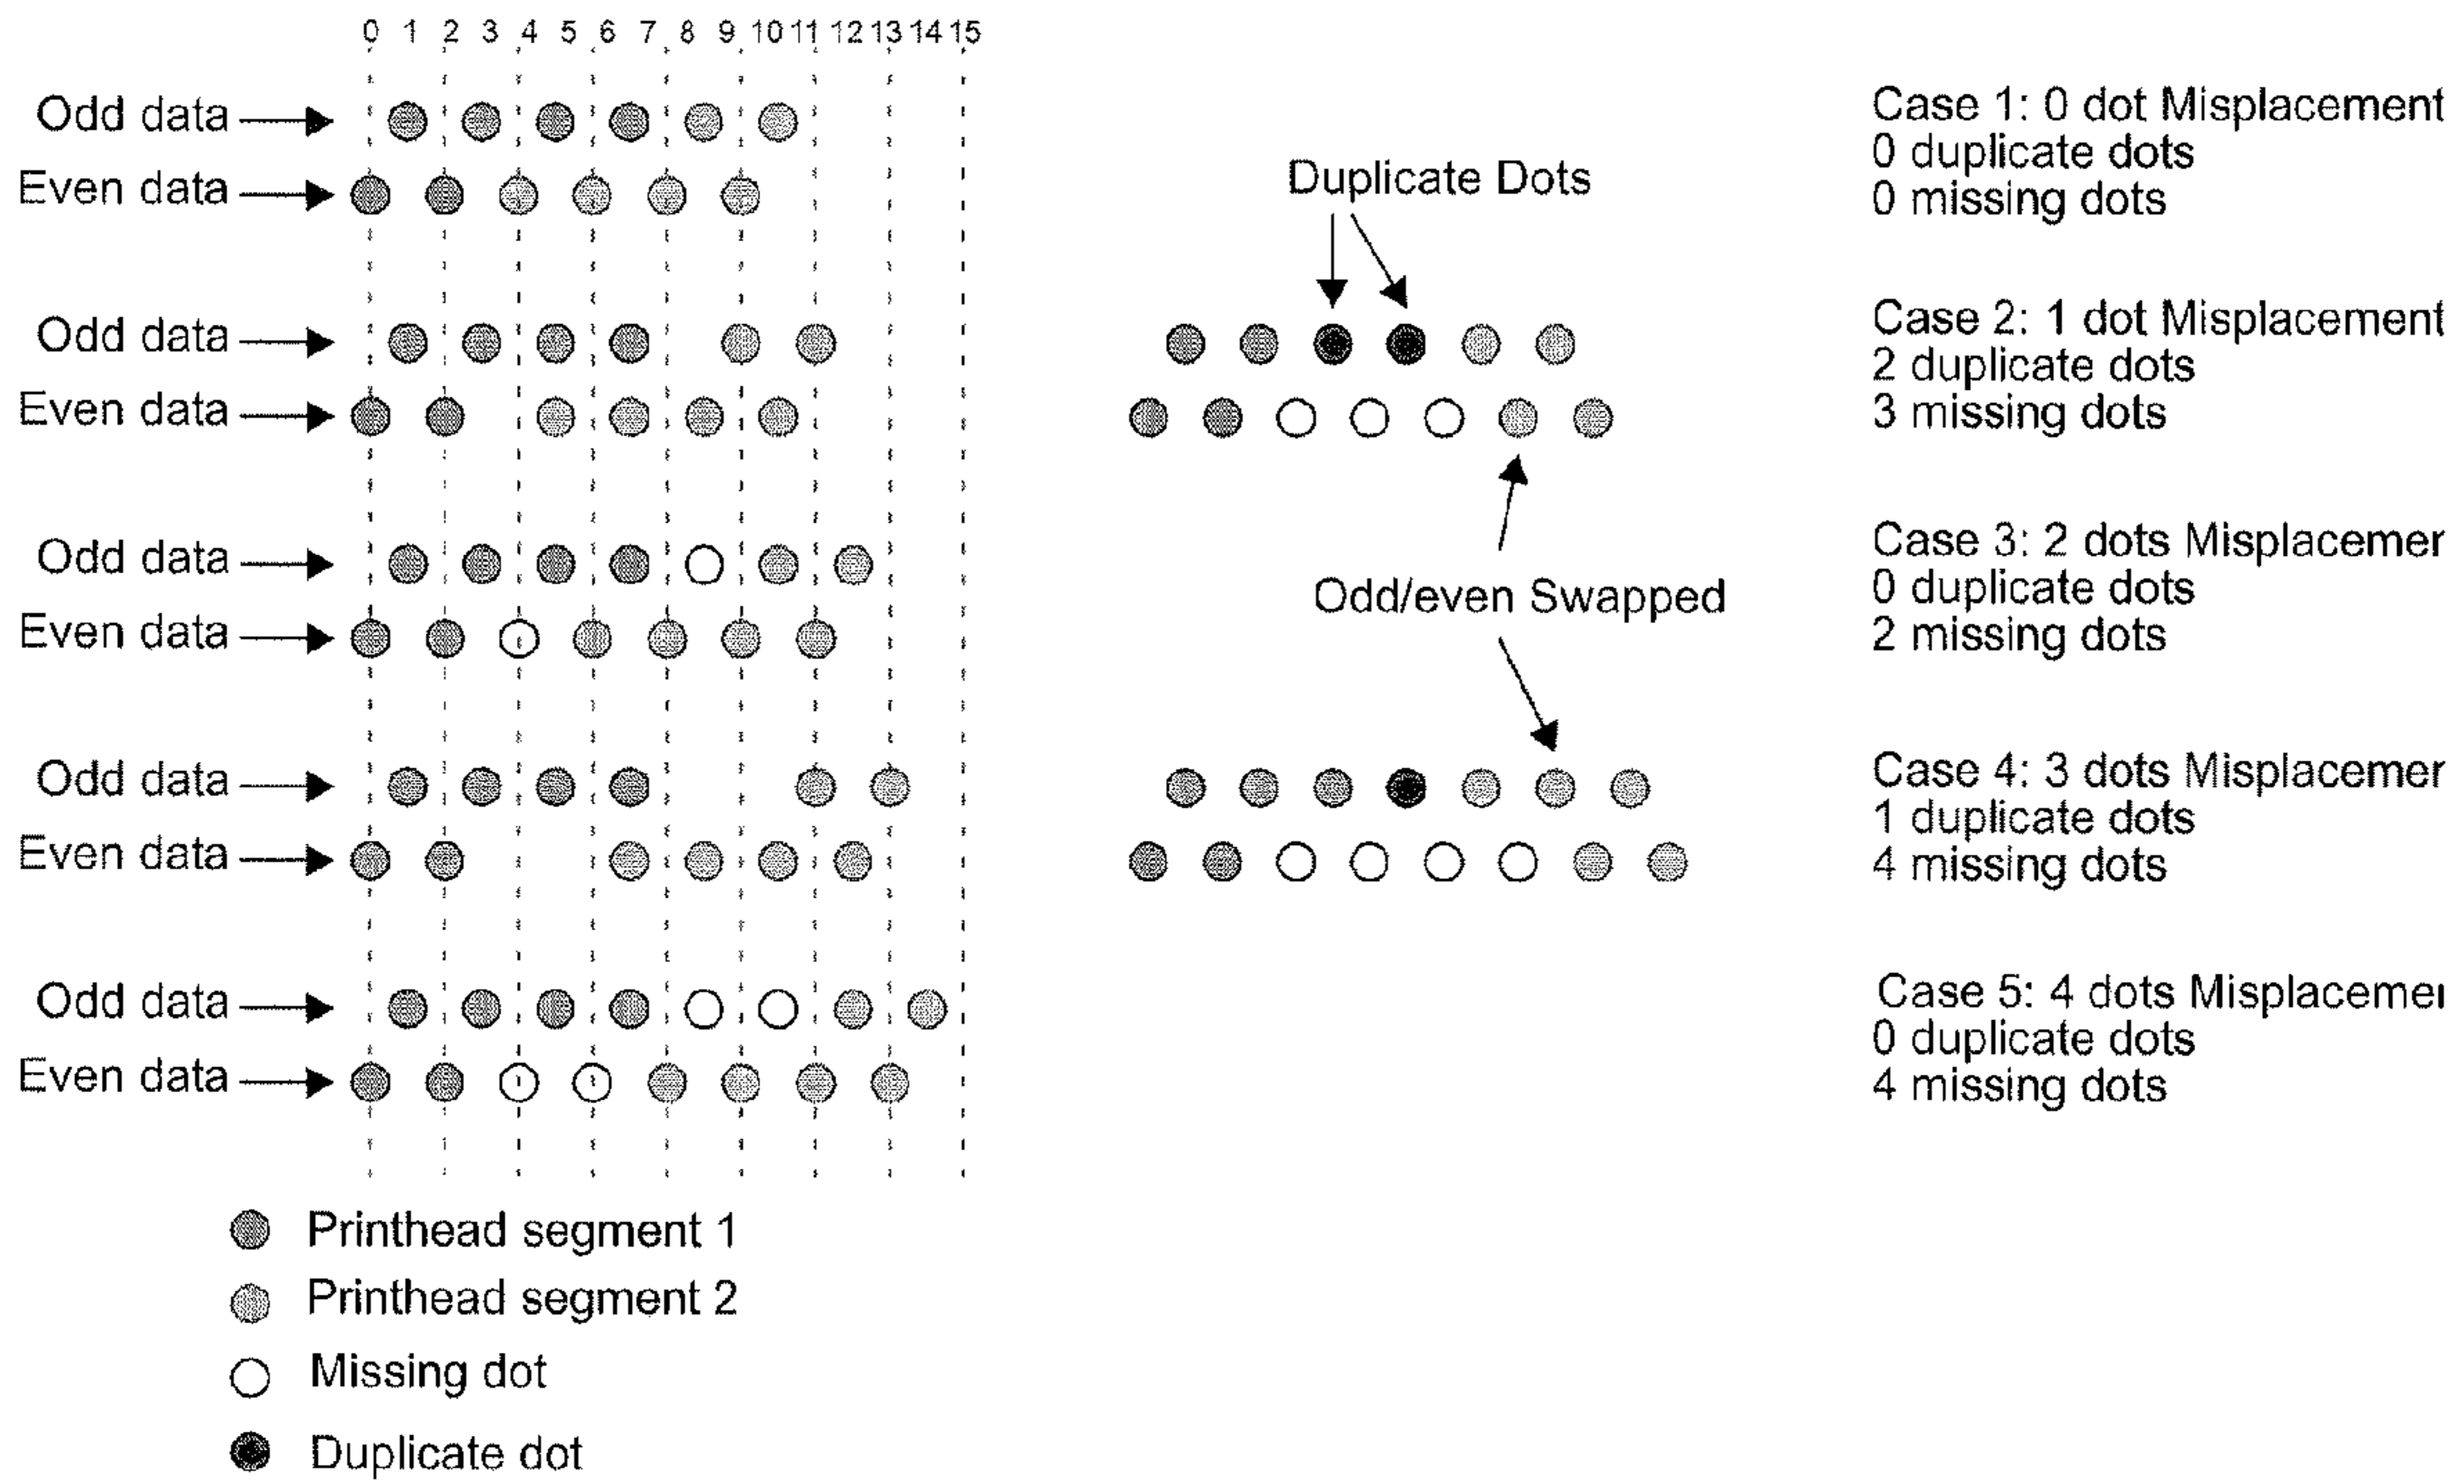 0 1 2 3 4 5 6 7 8 9 10 11 12 13 14 15
Odd data
Even data
Odd data
Even data
Odd data
Even data
Odd data
Even data
Odd data
Even data
Duplicate Dots
Odd/even Swapped
Case 1: 0 dot Misplacement
0 duplicate dots
0 missing dots
Case 2: 1 dot Misplacement
2 duplicate dots
3 missing dots
Case 3: 2 dots Misplacemer
0 duplicate dots
2 missing dots
Case 4: 3 dots Misplacemer
1 duplicate dots
4 missing dots
Case 5: 4 dots Misplacemei
0 duplicate dots
4 missing dots
Printhead segment 1
Printhead segment 2
Missing dot
Duplicate dot